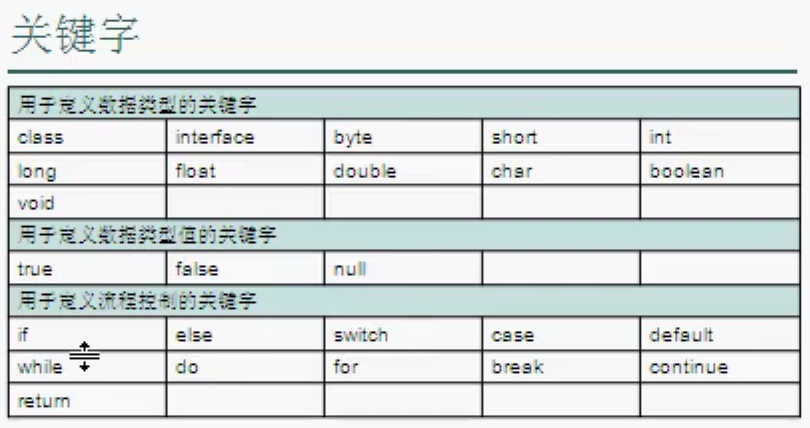 关键字
用于定义数据类型的关键字
class interface byte short int
long float double char boolean
void
用于定义数据类型值的关键字
true false null
用于定义流程控制的关键字
if else switch case default
while do for break continue
return